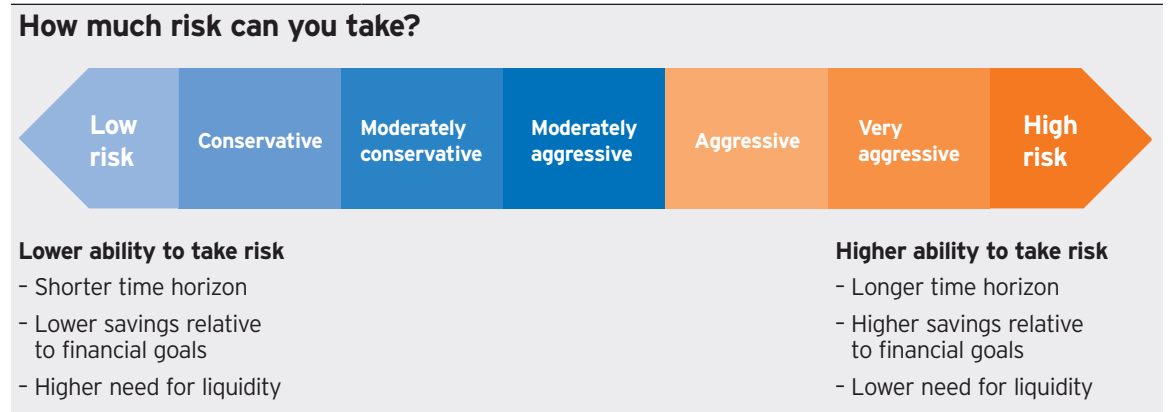 How much risk can you take?
Low
risk
Conservative
Moderately
conservative
Moderately
aggressive
Aggressive
Very
aggressive
High
risk
Lower ability to take risk
– Shorter time horizon
– Lower savings relative
to financial goals
– Higher need for liquidity
Higher ability to take risk
– Longer time horizon
– Higher savings relative
to financial goals
– Lower need for liquidity